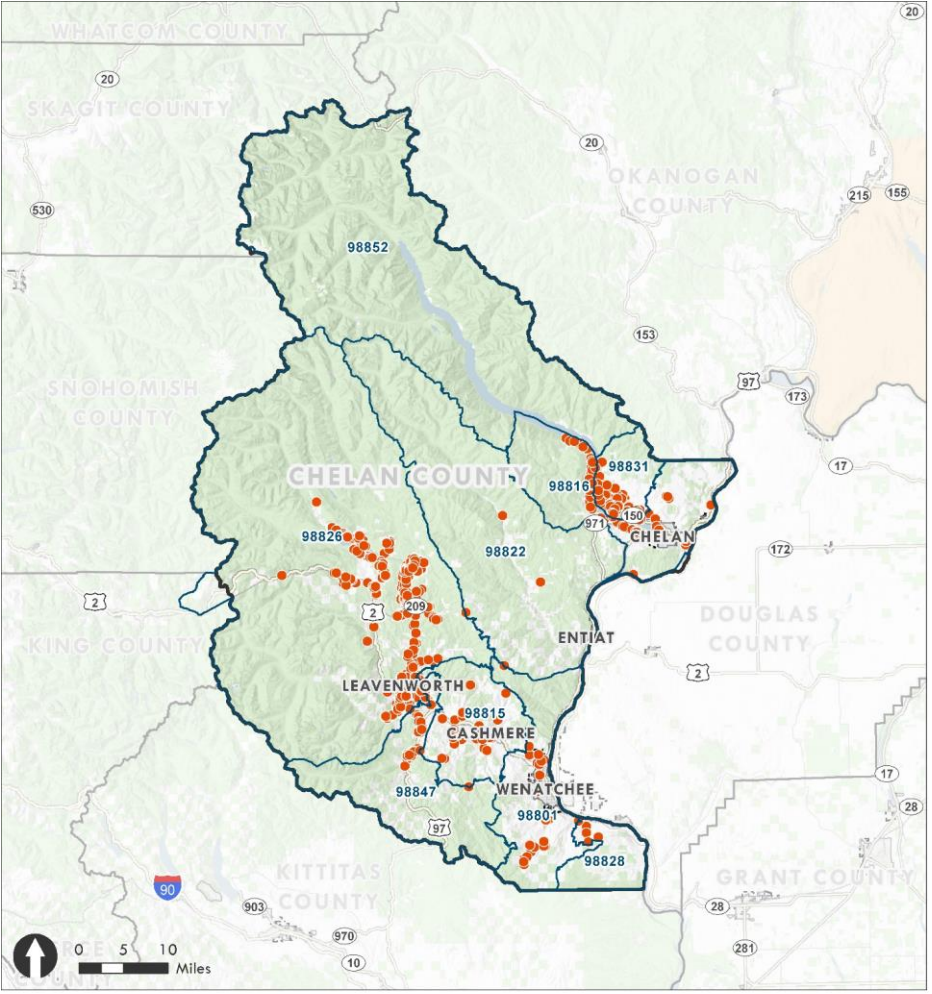 WHATCOM COUNTY
20
20
SKAGIT COUNTY
20
OKANOGAN
COUNTY
215
155
530
98852
153
97
173
SNOHOMISH
COUNTY
17
CHELAN COUNTY
98831
98816
150
971
CHELAN
98826
98822
172
2
209
2
DOUGLAS
COUNTY
KING COUNTY
ENTIAT
2
LEAVENWORTH
98815
CASHMERE
17
98847
WENATCHEE
28
98801
97
98828
KITTITAS
COUNTY
GRANT COUNTY
90
903
28
970
281
10
0 5 10
Miles
COUNTY